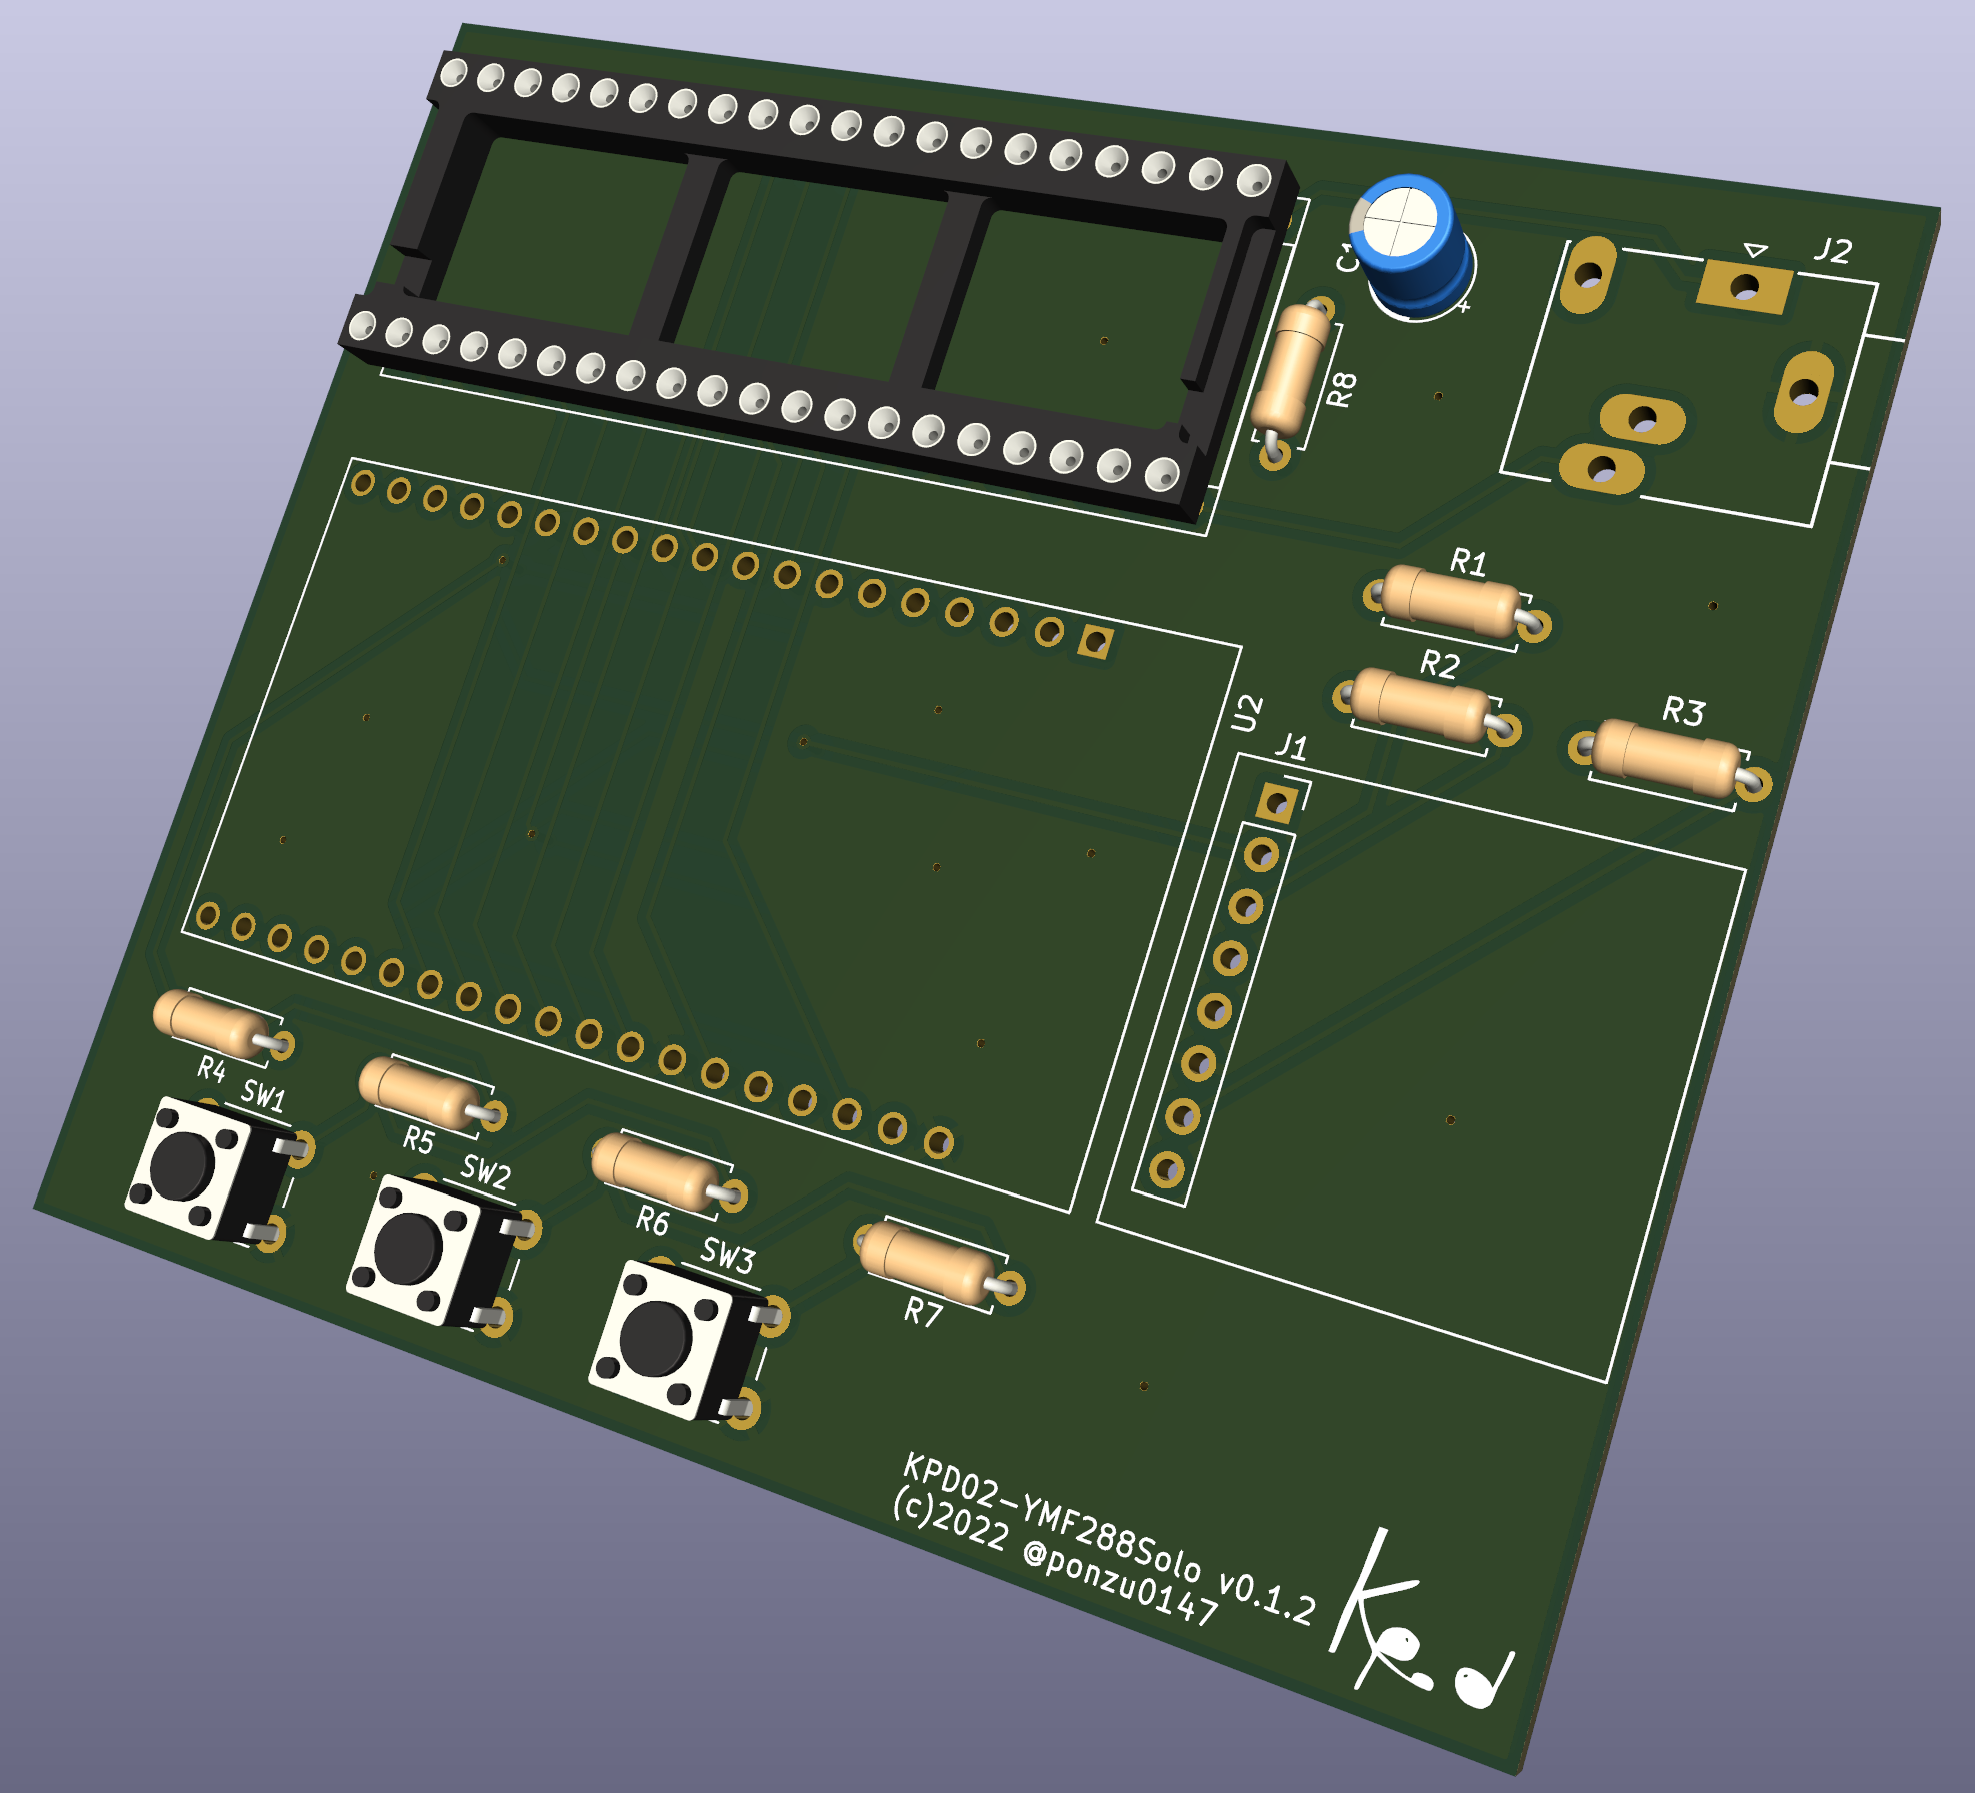 C1
J2
R8
R1
R2
R3
U2
J1
R4
SW1
R5
SW2
R6
SW3
R7
KPD02-YMF288Solo v0.1.2
(c)2022 @ponzu0147
K.P.d